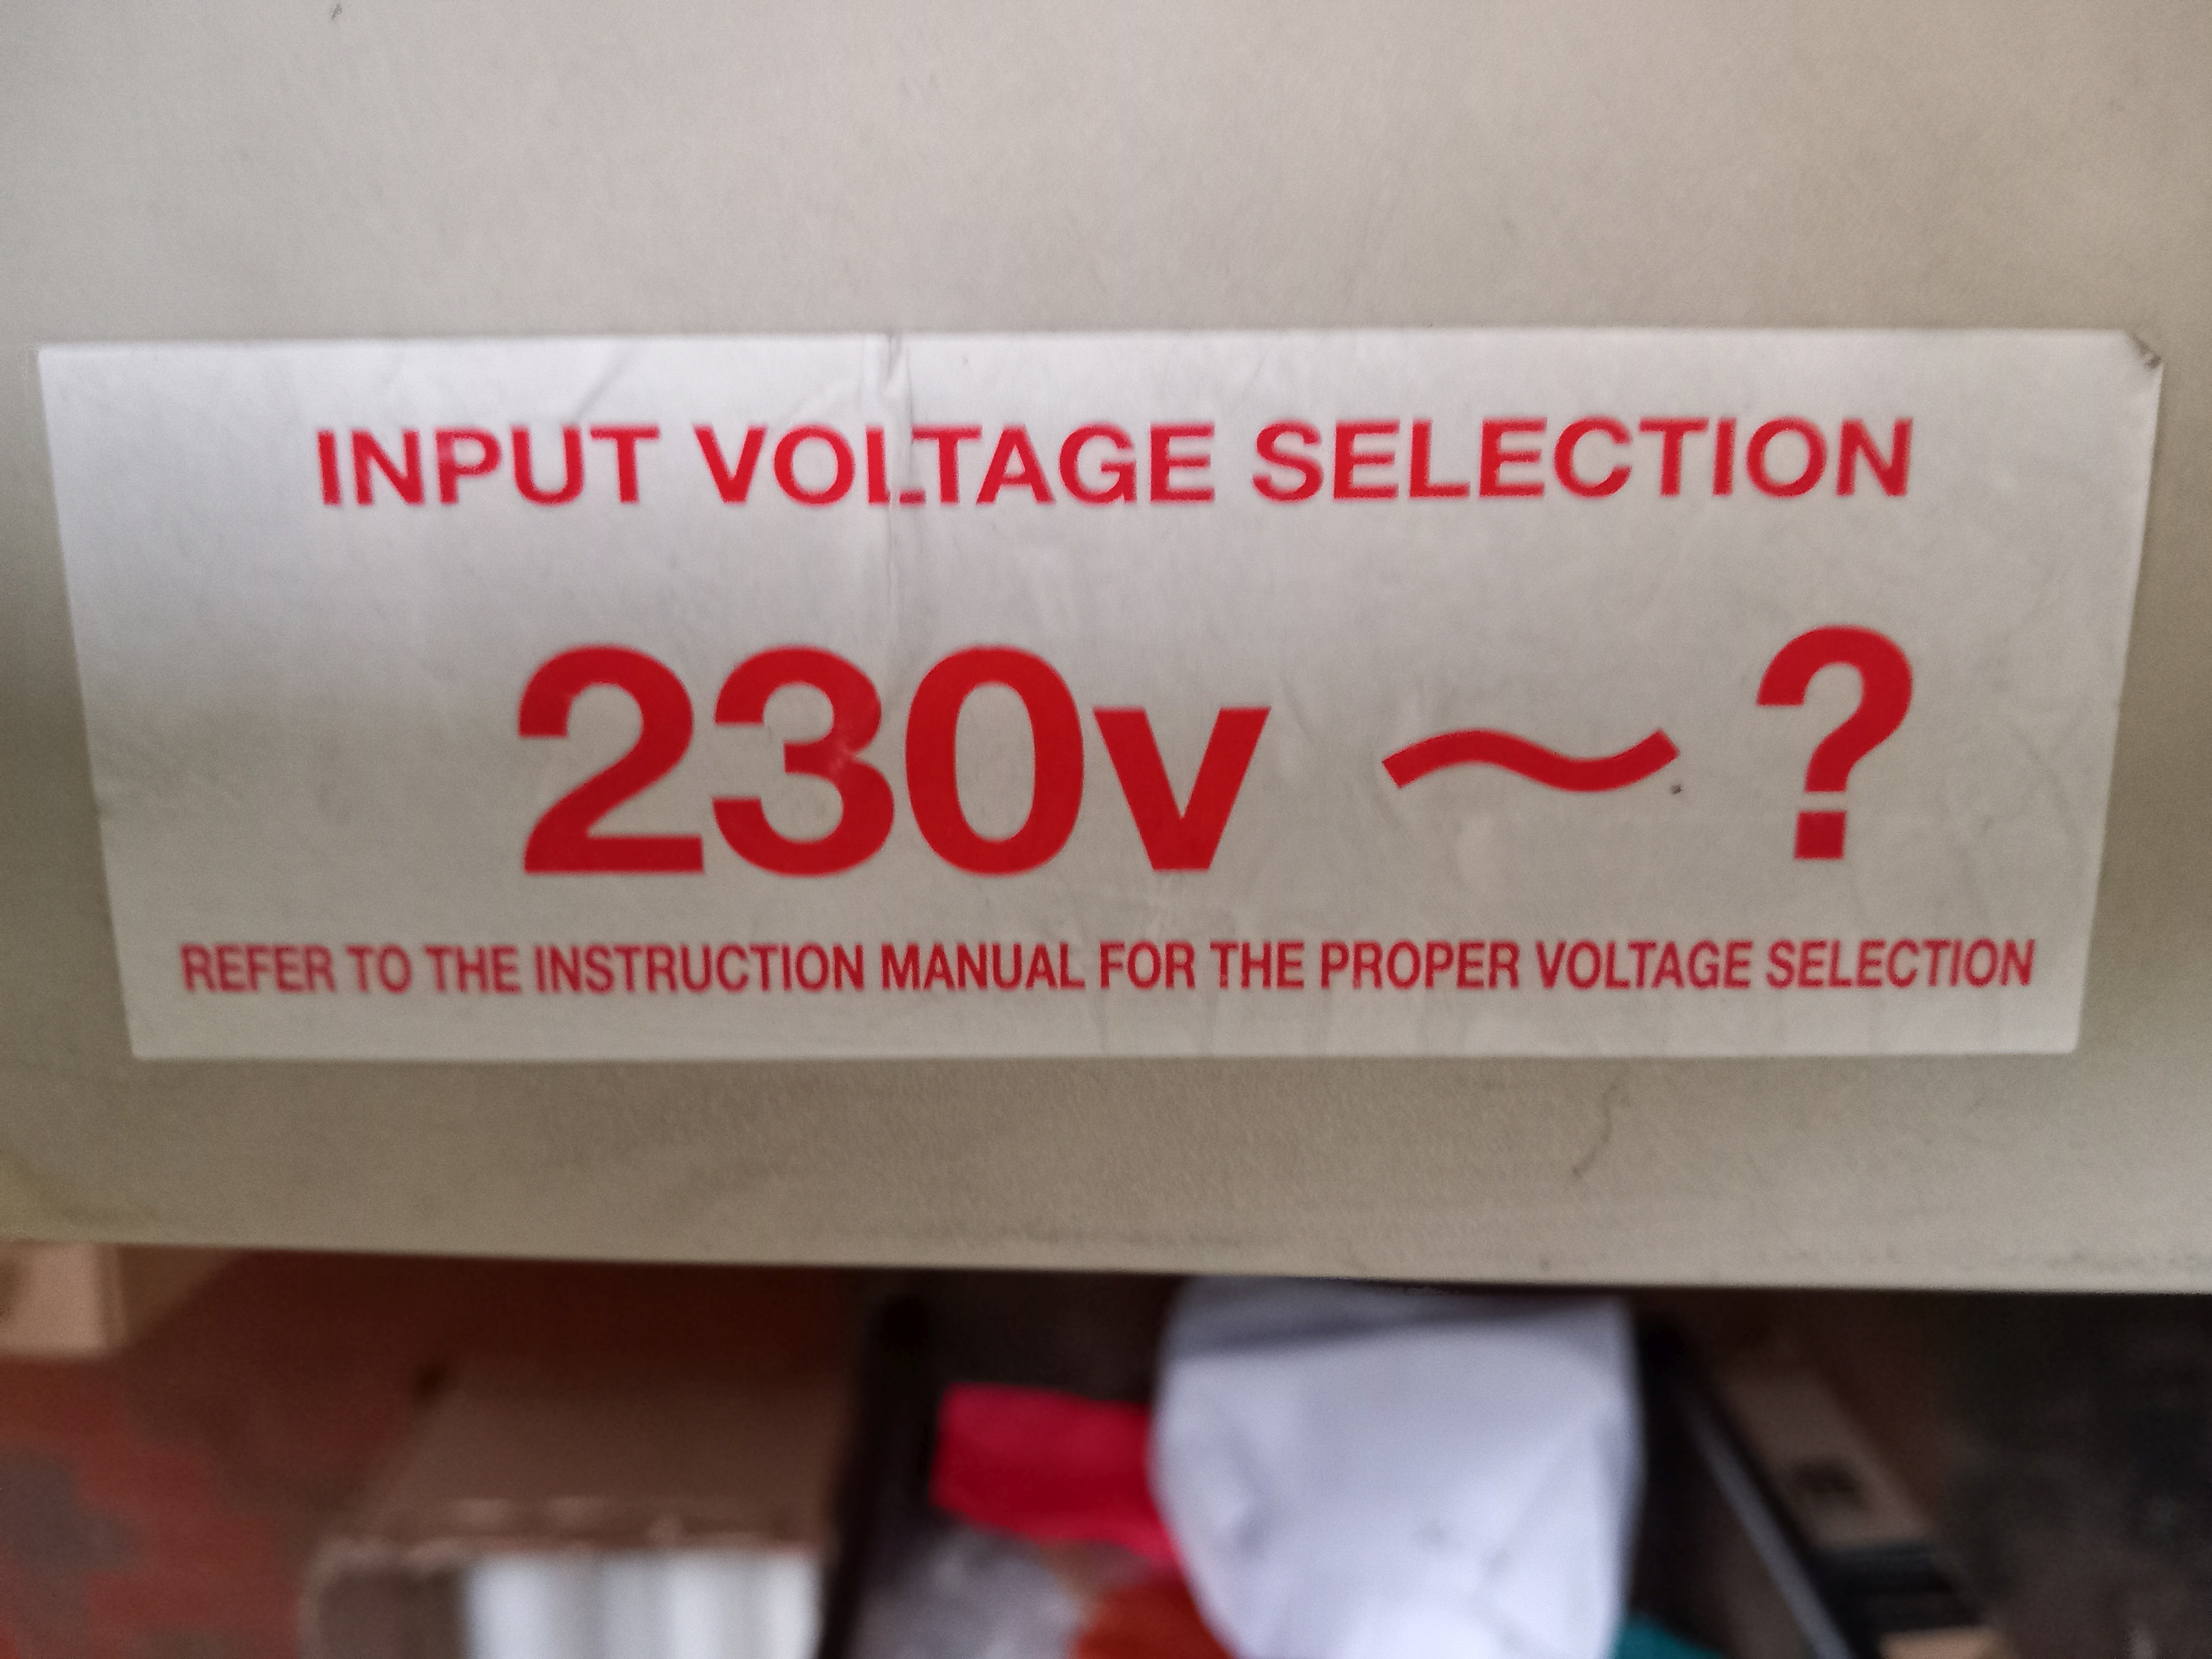 INPUT VOLTAGE SELECTION
230v ~ ?
REFER TO THE INSTRUCTION MANUAL FOR THE PROPER VOLTAGE SELECTION